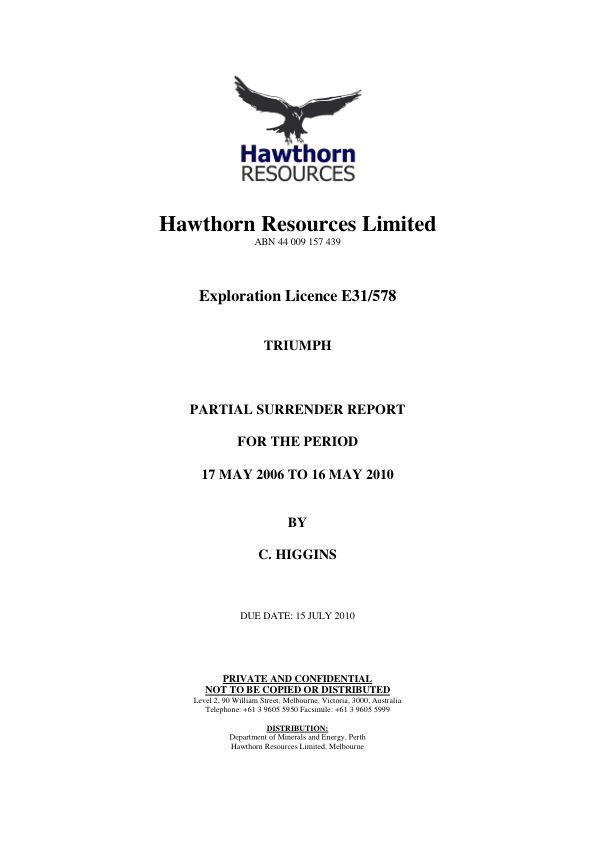 Hawthorn
RESOURCES
Hawthorn Resources Limited
ABN 44 009 157 439
Exploration Licence E31/578
TRIUMPH
PARTIAL SURRENDER REPORT
FOR THE PERIOD
17 MAY 2006 TO 16 MAY 2010
BY
C. HIGGINS
DUE DATE: 15 JULY 2010
PRIVATE AND CONFIDENTIAL
NOT TO BE COPIED OR DISTRIBUTED
Level 2, 90 William Street, Melbourne, Victoria, 3000, Australia
Telephone: +61 3 9605 5950 Facsimile: +61 3 9605 5999
DISTRIBUTION:
Department of Minerals and Energy, Perth
Hawthorn Resources Limited, Melbourne